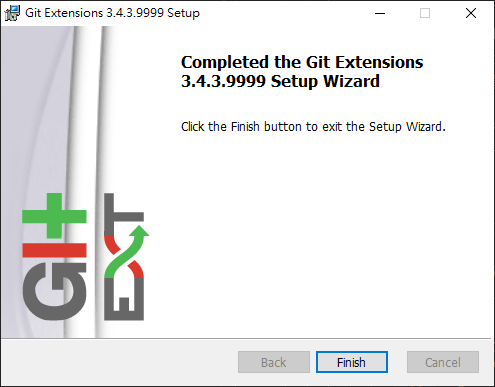 Git Extensions 3.4.3.9999 Setup
Completed the Git Extensions
3.4.3.9999 Setup Wizard
Click the Finish button to exit the Setup Wizard.
GIT
EXT
Back
Finish
Cancel